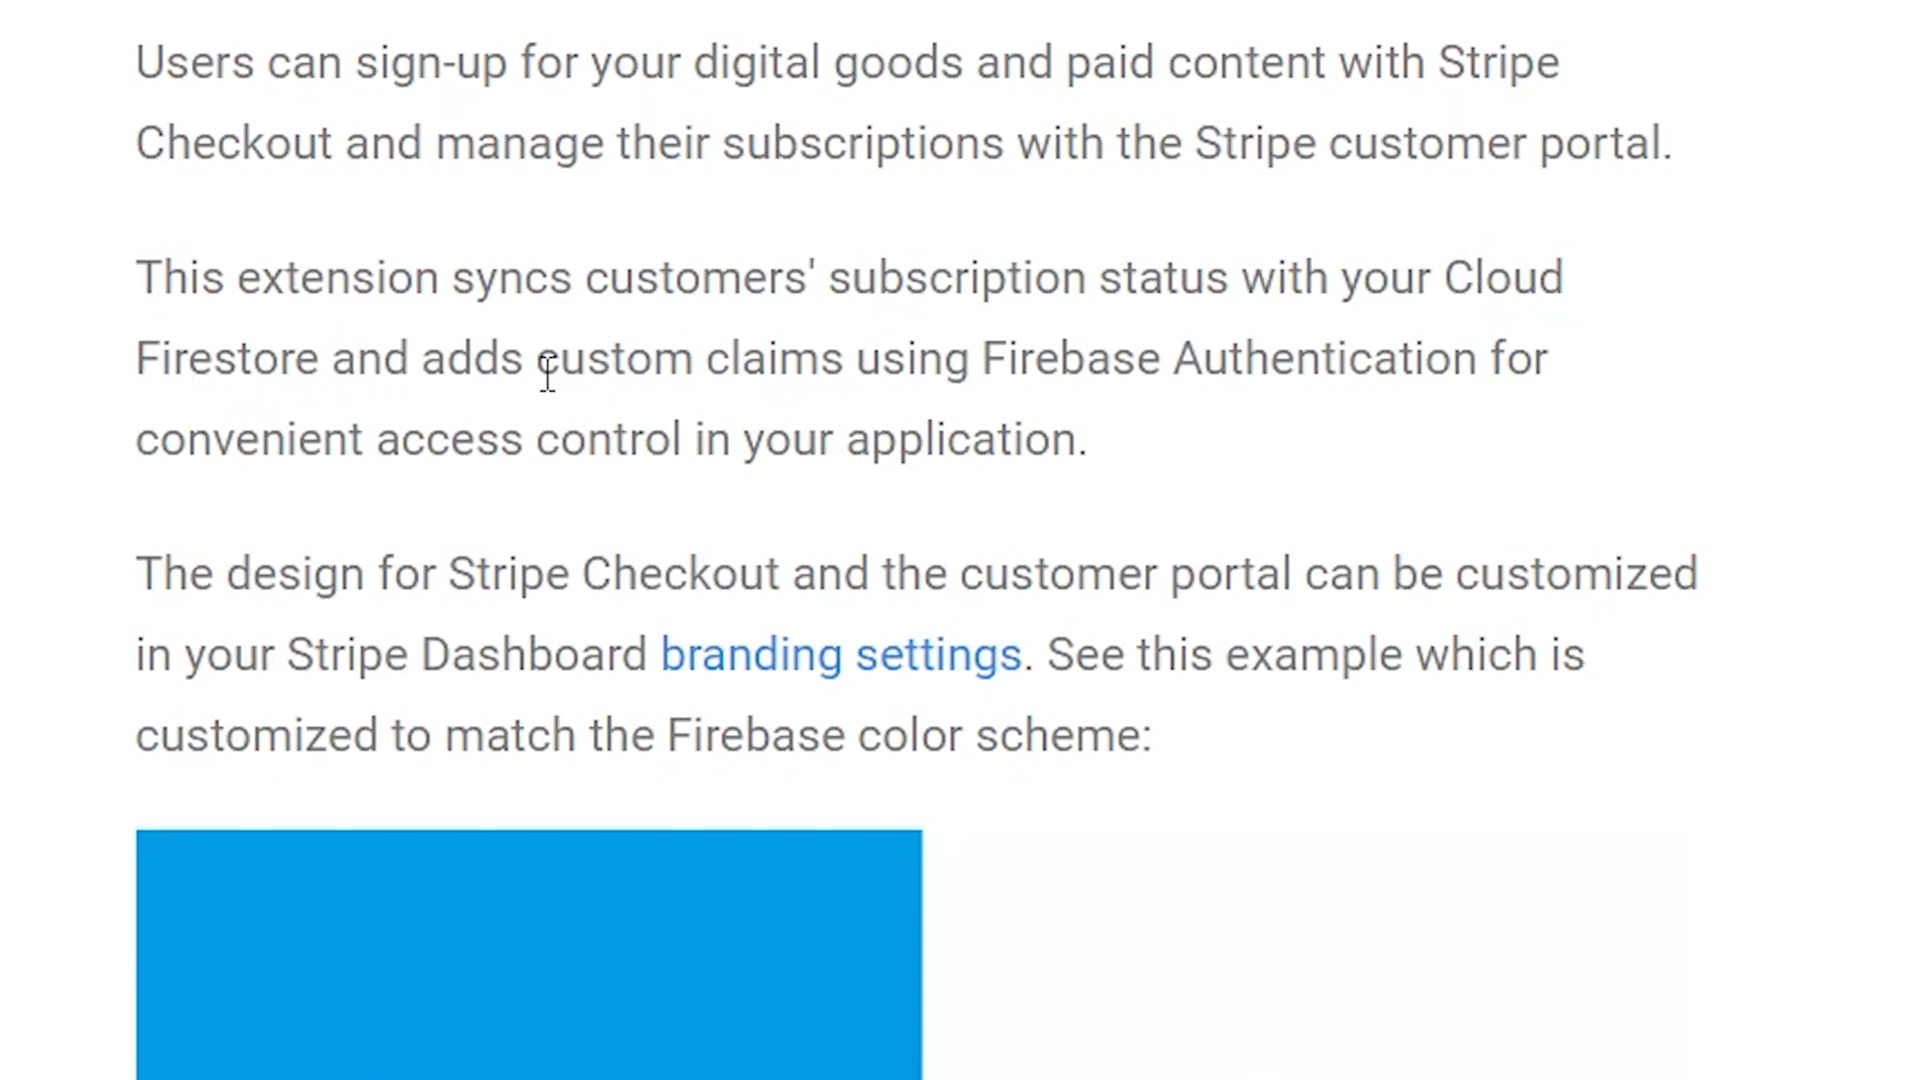 Users can sign-up for your digital goods and paid content with Stripe
Checkout and manage their subscriptions with the Stripe customer portal.
This extension syncs customers' subscription status with your Cloud
Firestore and adds custom claims using Firebase Authentication for
convenient access control in your application.
The design for Stripe Checkout and the customer portal can be customized
in your Stripe Dashboard branding settings. See this example which is
customized to match the Firebase color scheme: